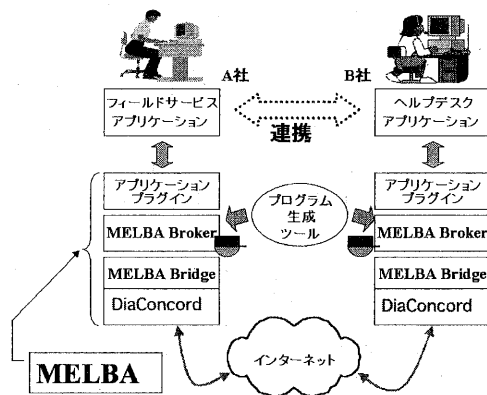 A社
B社
フィールドサービス
アプリケーション
連携
ヘルプデスク
アプリケーション
アプリケーション
プラグイン
プログラム
生成
ツール
アプリケーション
プラグイン
MELBA Broker
MELBA Broker
MELBA Bridge
MELBA Bridge
DiaConcord
DiaConcord
インターネット
MELBA